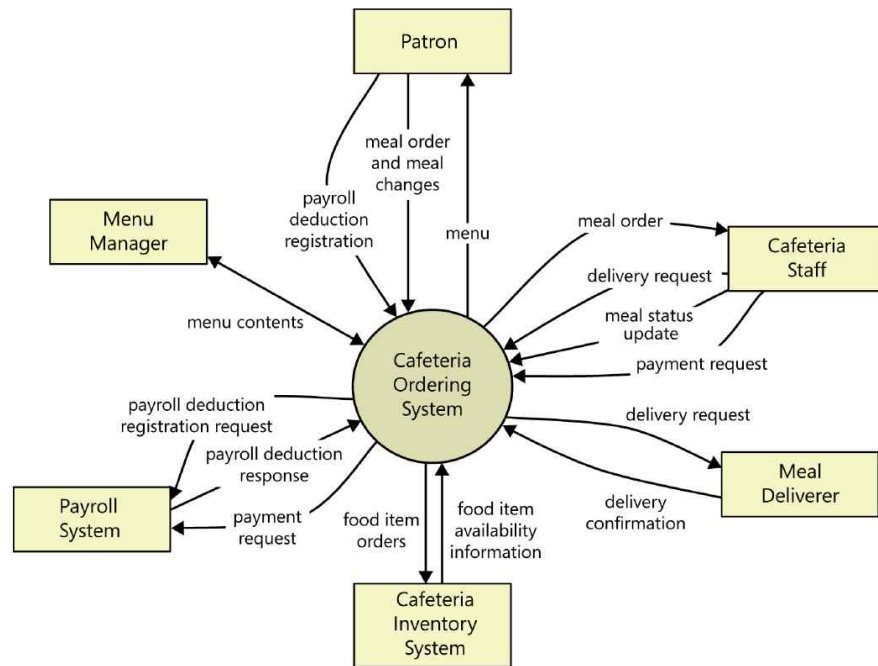 Patron
meal order
and meal
changes
payroll
deduction
registration
menu
Menu
Manager
menu contents
meal order
Cafeteria
Staff
delivery request
meal status
update
payment request
Cafeteria
Ordering
System
payroll deduction
registration request
payroll deduction
response
payment
request
Payroll
System
delivery request
Meal
Deliverer
delivery
confirmation
food item
orders
food item
availability
information
Cafeteria
Inventory
System